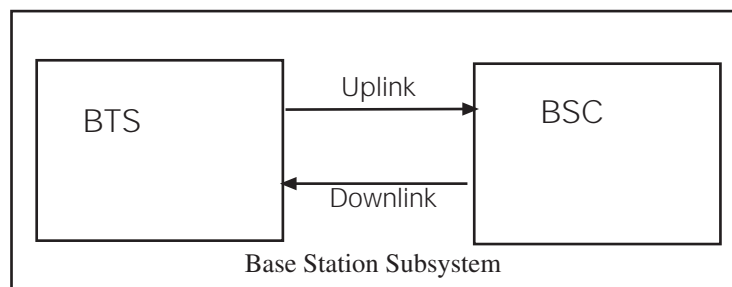 Uplink
BTS
BSC
Downlink
Base Station Subsystem